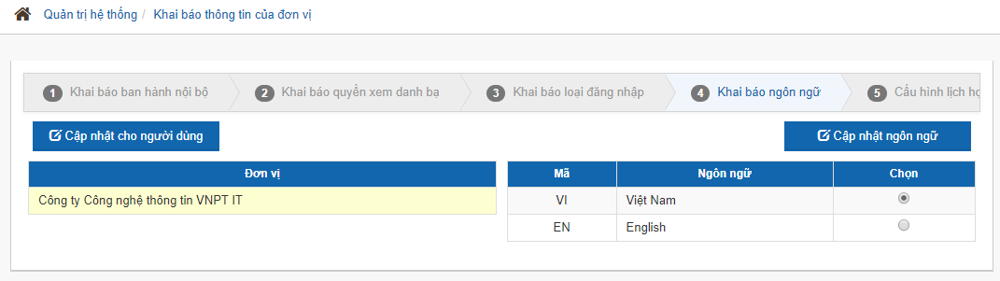 Quản trị hệ thống / Khai báo thông tin của đơn vị
1 Khai báo ban hành nội bộ 2 Khai báo quyền xem danh bạ 3 Khai báo loại đăng nhập 4 Khai báo ngôn ngữ 5 Cấu hình lịch
Cập nhật cho người dùng Cập nhật ngôn ngữ
Đơn vị Mã Ngôn ngữ Chọn
Công ty Công nghệ thông tin VNPT IT VI Việt Nam
EN English